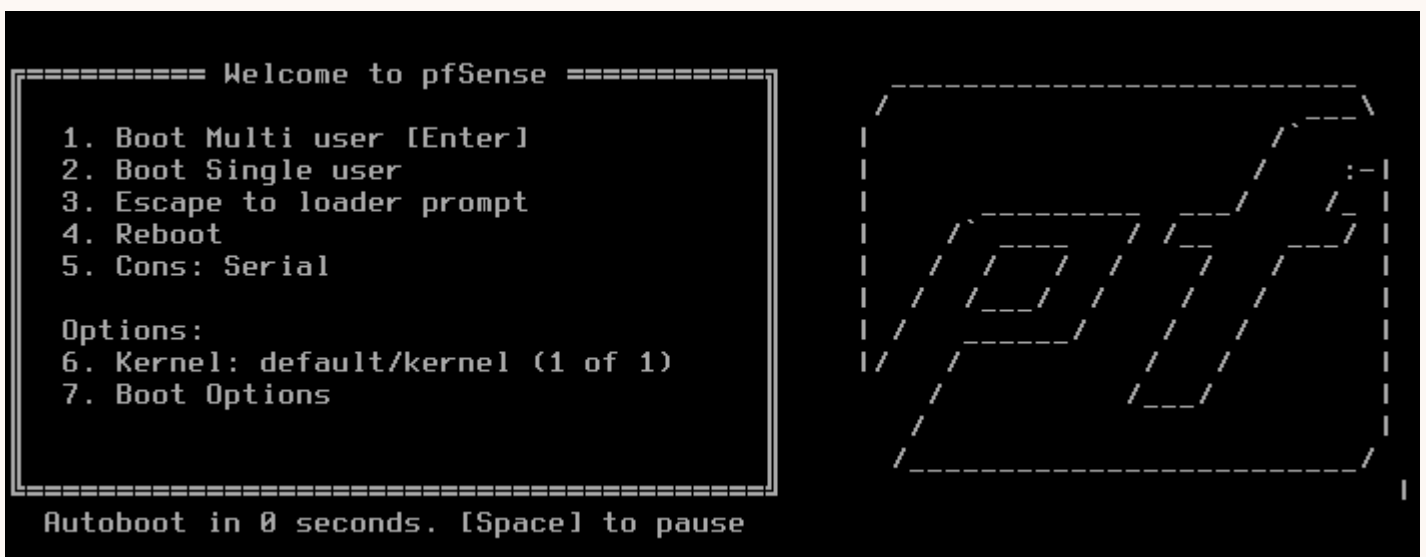 Welcome to pfSense
1. Boot Multi user [Enter]
2. Boot Single user
3. Escape to loader prompt
4. Reboot
5. Cons: Serial
Options:
6. Kernel: default/kernel (1 of 1)
7. Boot Options
pf
Autoboot in 0 seconds. [Space] to pause